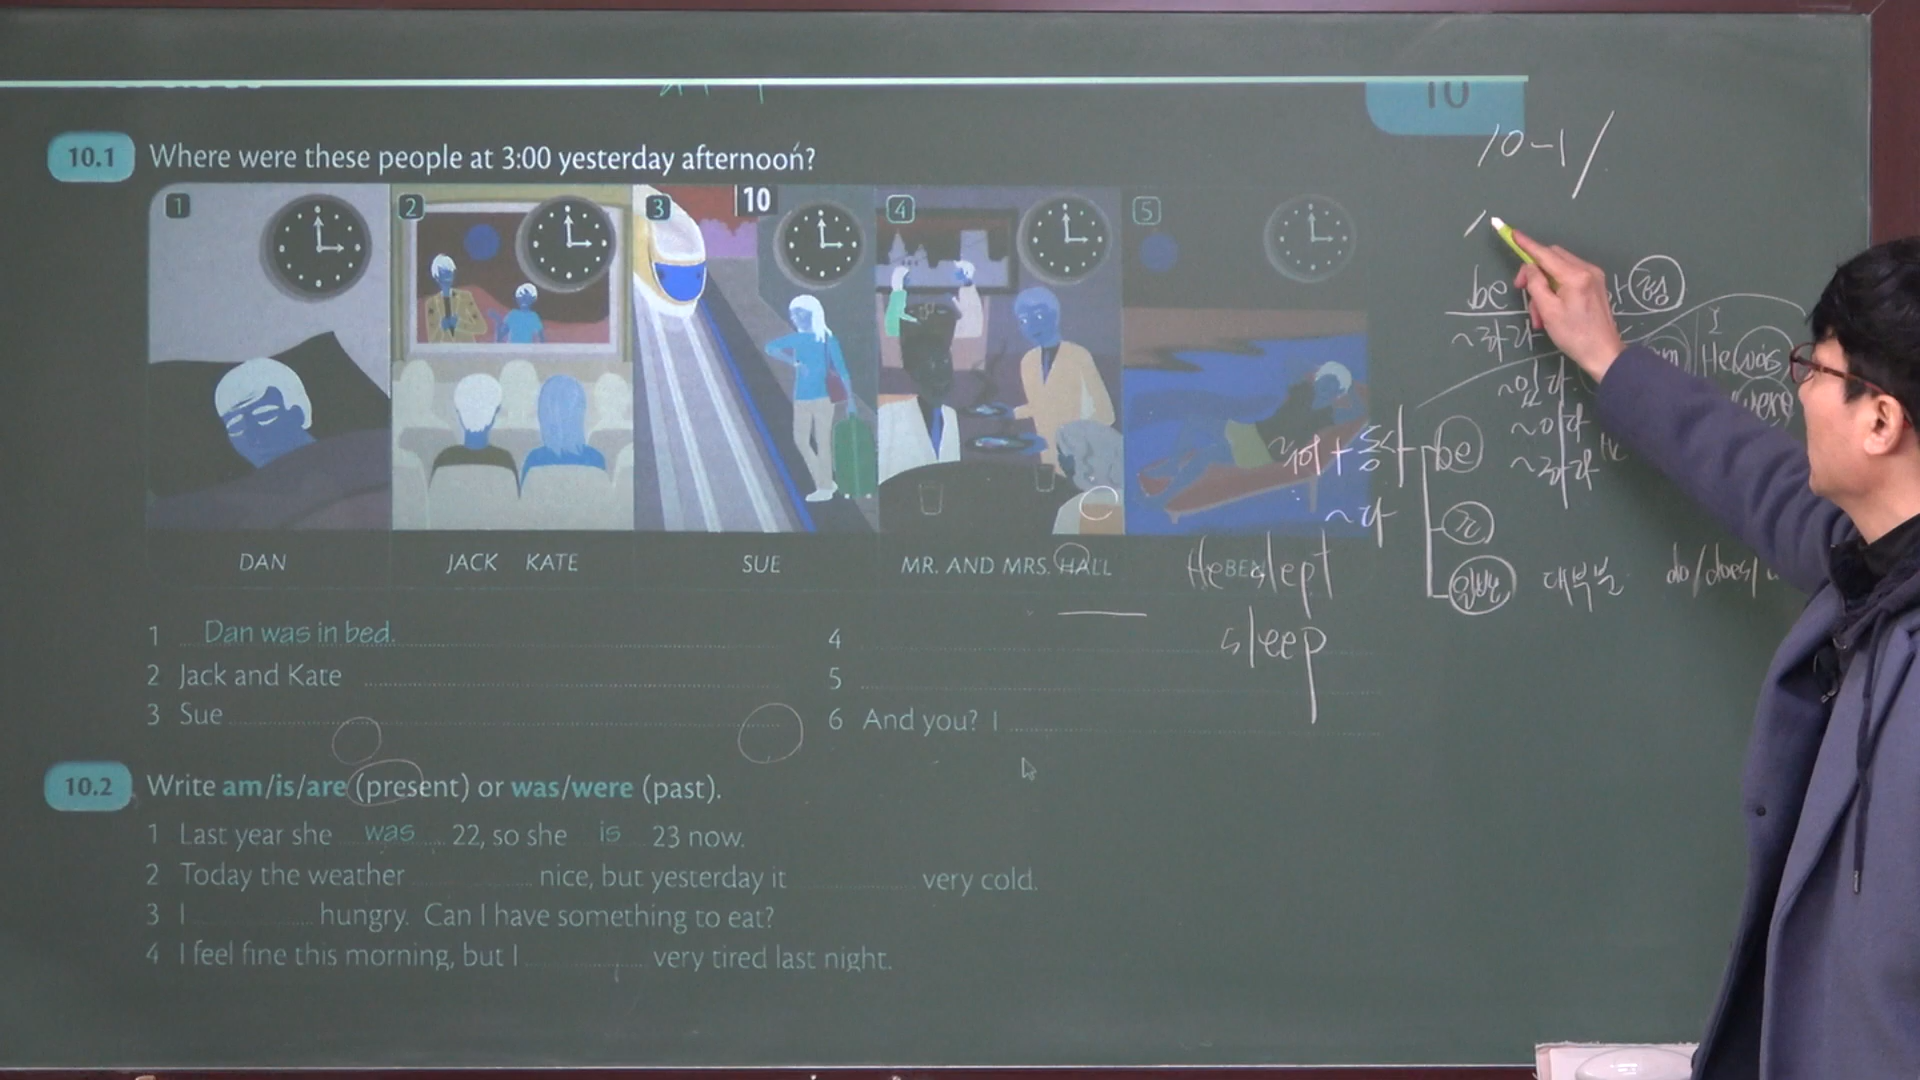 10
10-1
10.1 Where were these people at 3:00 yesterday afternoon?
1 2 3 10 4 5
DAN JACK KATE SUE MR. AND MRS. HALL BEN
He slept
sleep
1 Dan was in bed.
2 Jack and Kate
3 Sue
4
5
6 And you? I
10.2 Write am/is/are (present) or was/were (past).
1 Last year she was 22, so she is 23 now.
2 Today the weather nice, but yesterday it very cold.
3 I hungry. Can I have something to eat?
4 I feel fine this morning, but I very tired last night.
be
I
He was
were
~이다
be
~다
대부분 do/does/